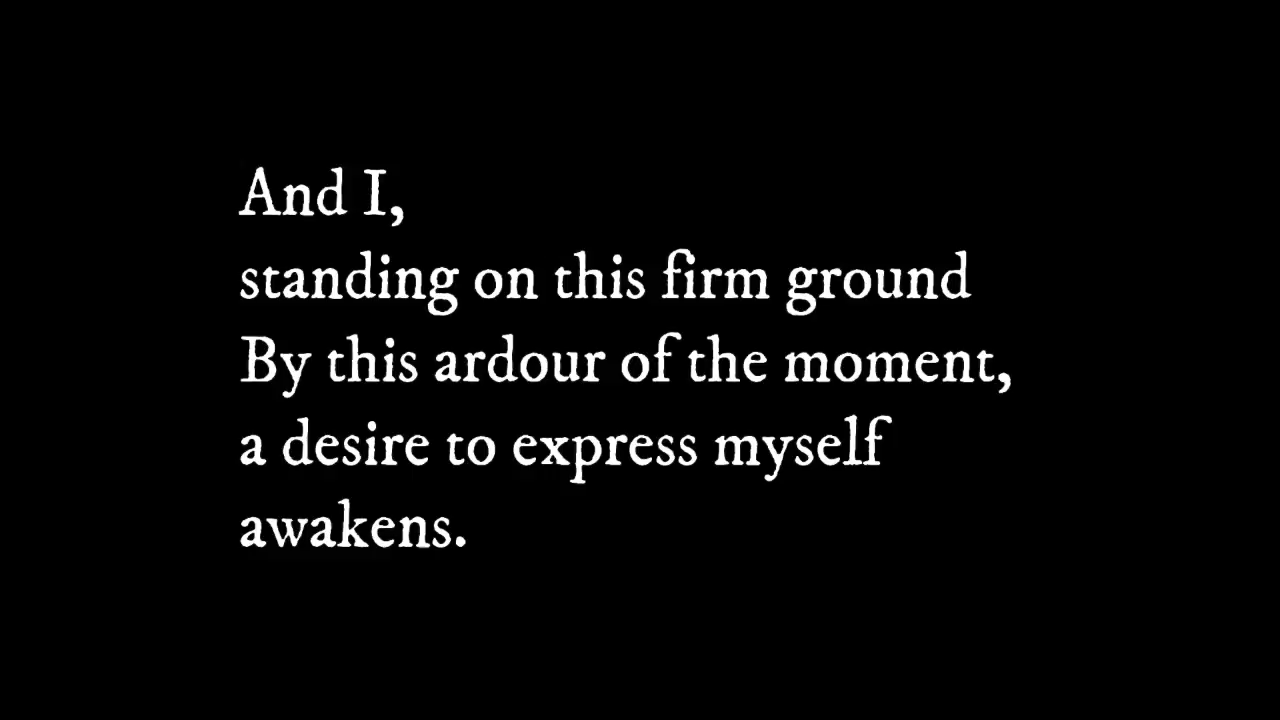 And I,
standing on this firm ground
By this ardour of the moment,
a desire to express myself
awakens.